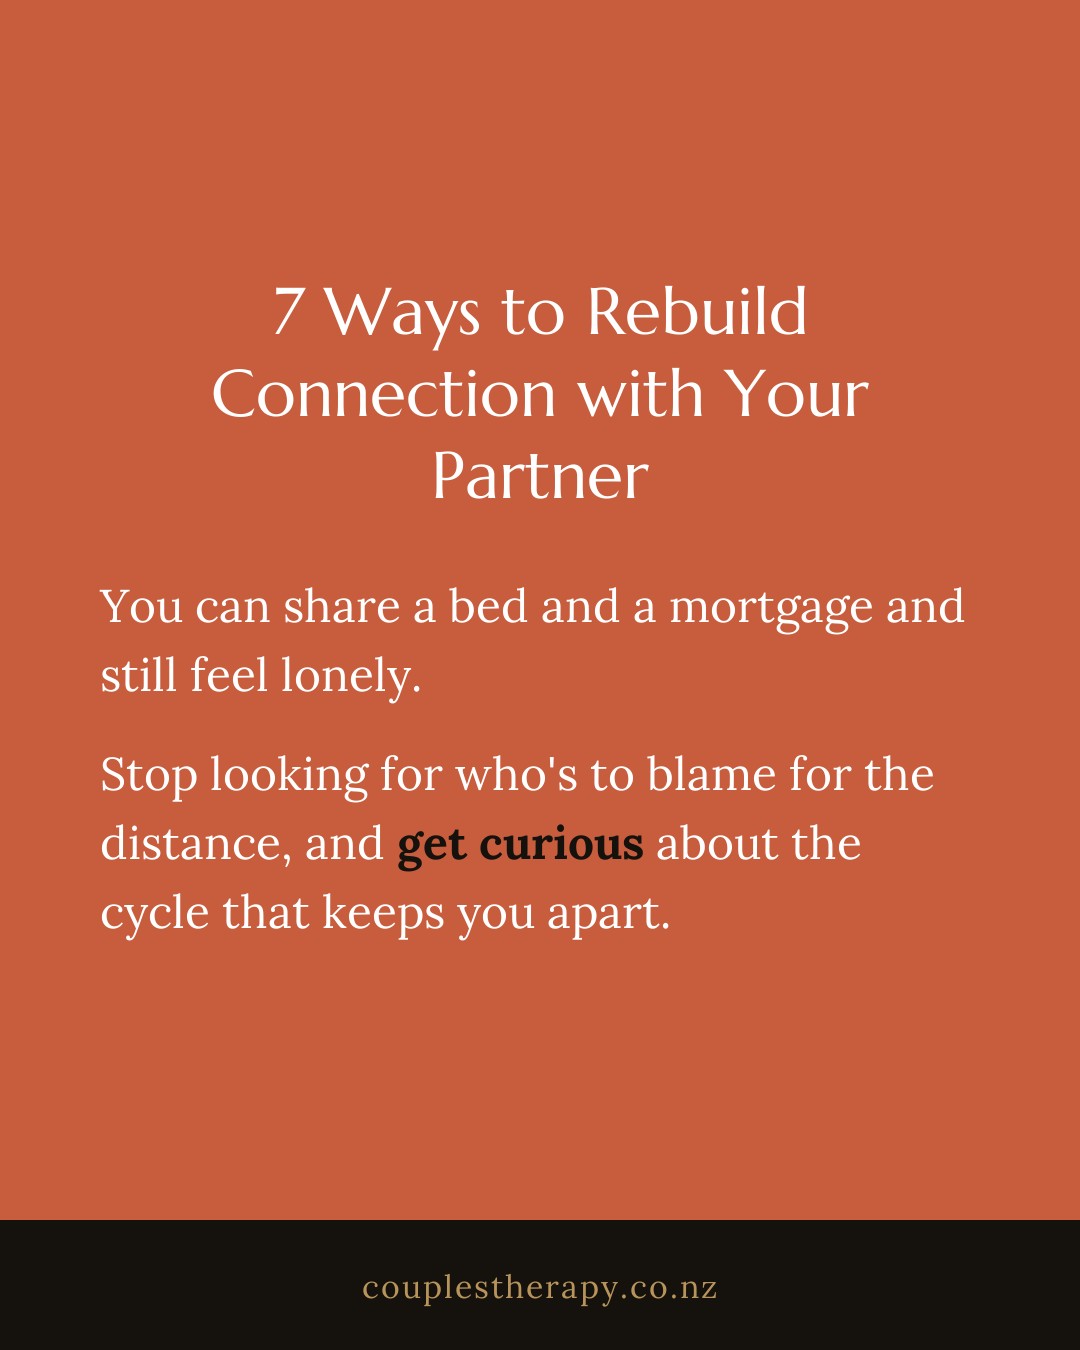 7 Ways to Rebuild
Connection with Your
Partner
You can share a bed and a mortgage and
still feel lonely.
Stop looking for who's to blame for the
distance, and get curious about the
cycle that keeps you apart.
couplestherapy.co.nz